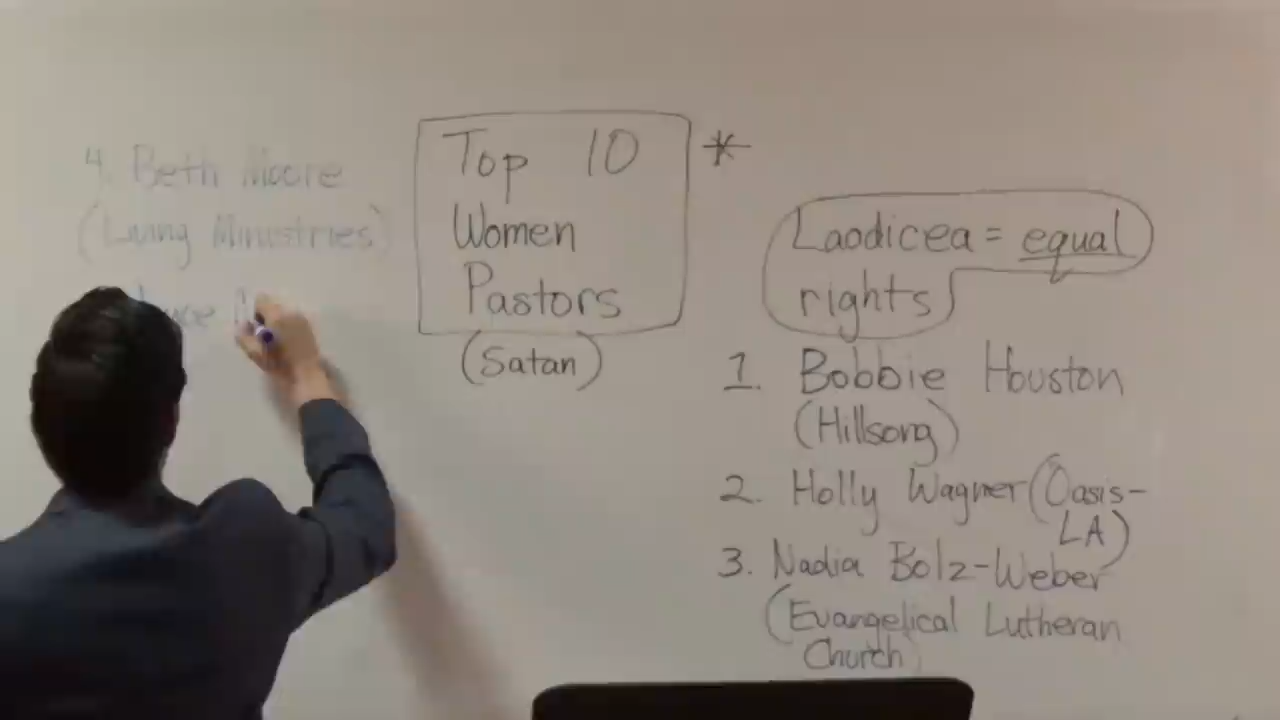 Top 10 *
Women
Pastors
(Satan)
Laodicea = equal
rights
1. Bobbie Houston
(Hillsong)
2. Holly Wagner (Oasis-
LA)
3. Nadia Bolz-Weber
(Evangelical Lutheran
Church)
4. Beth Moore
(Living Ministries)